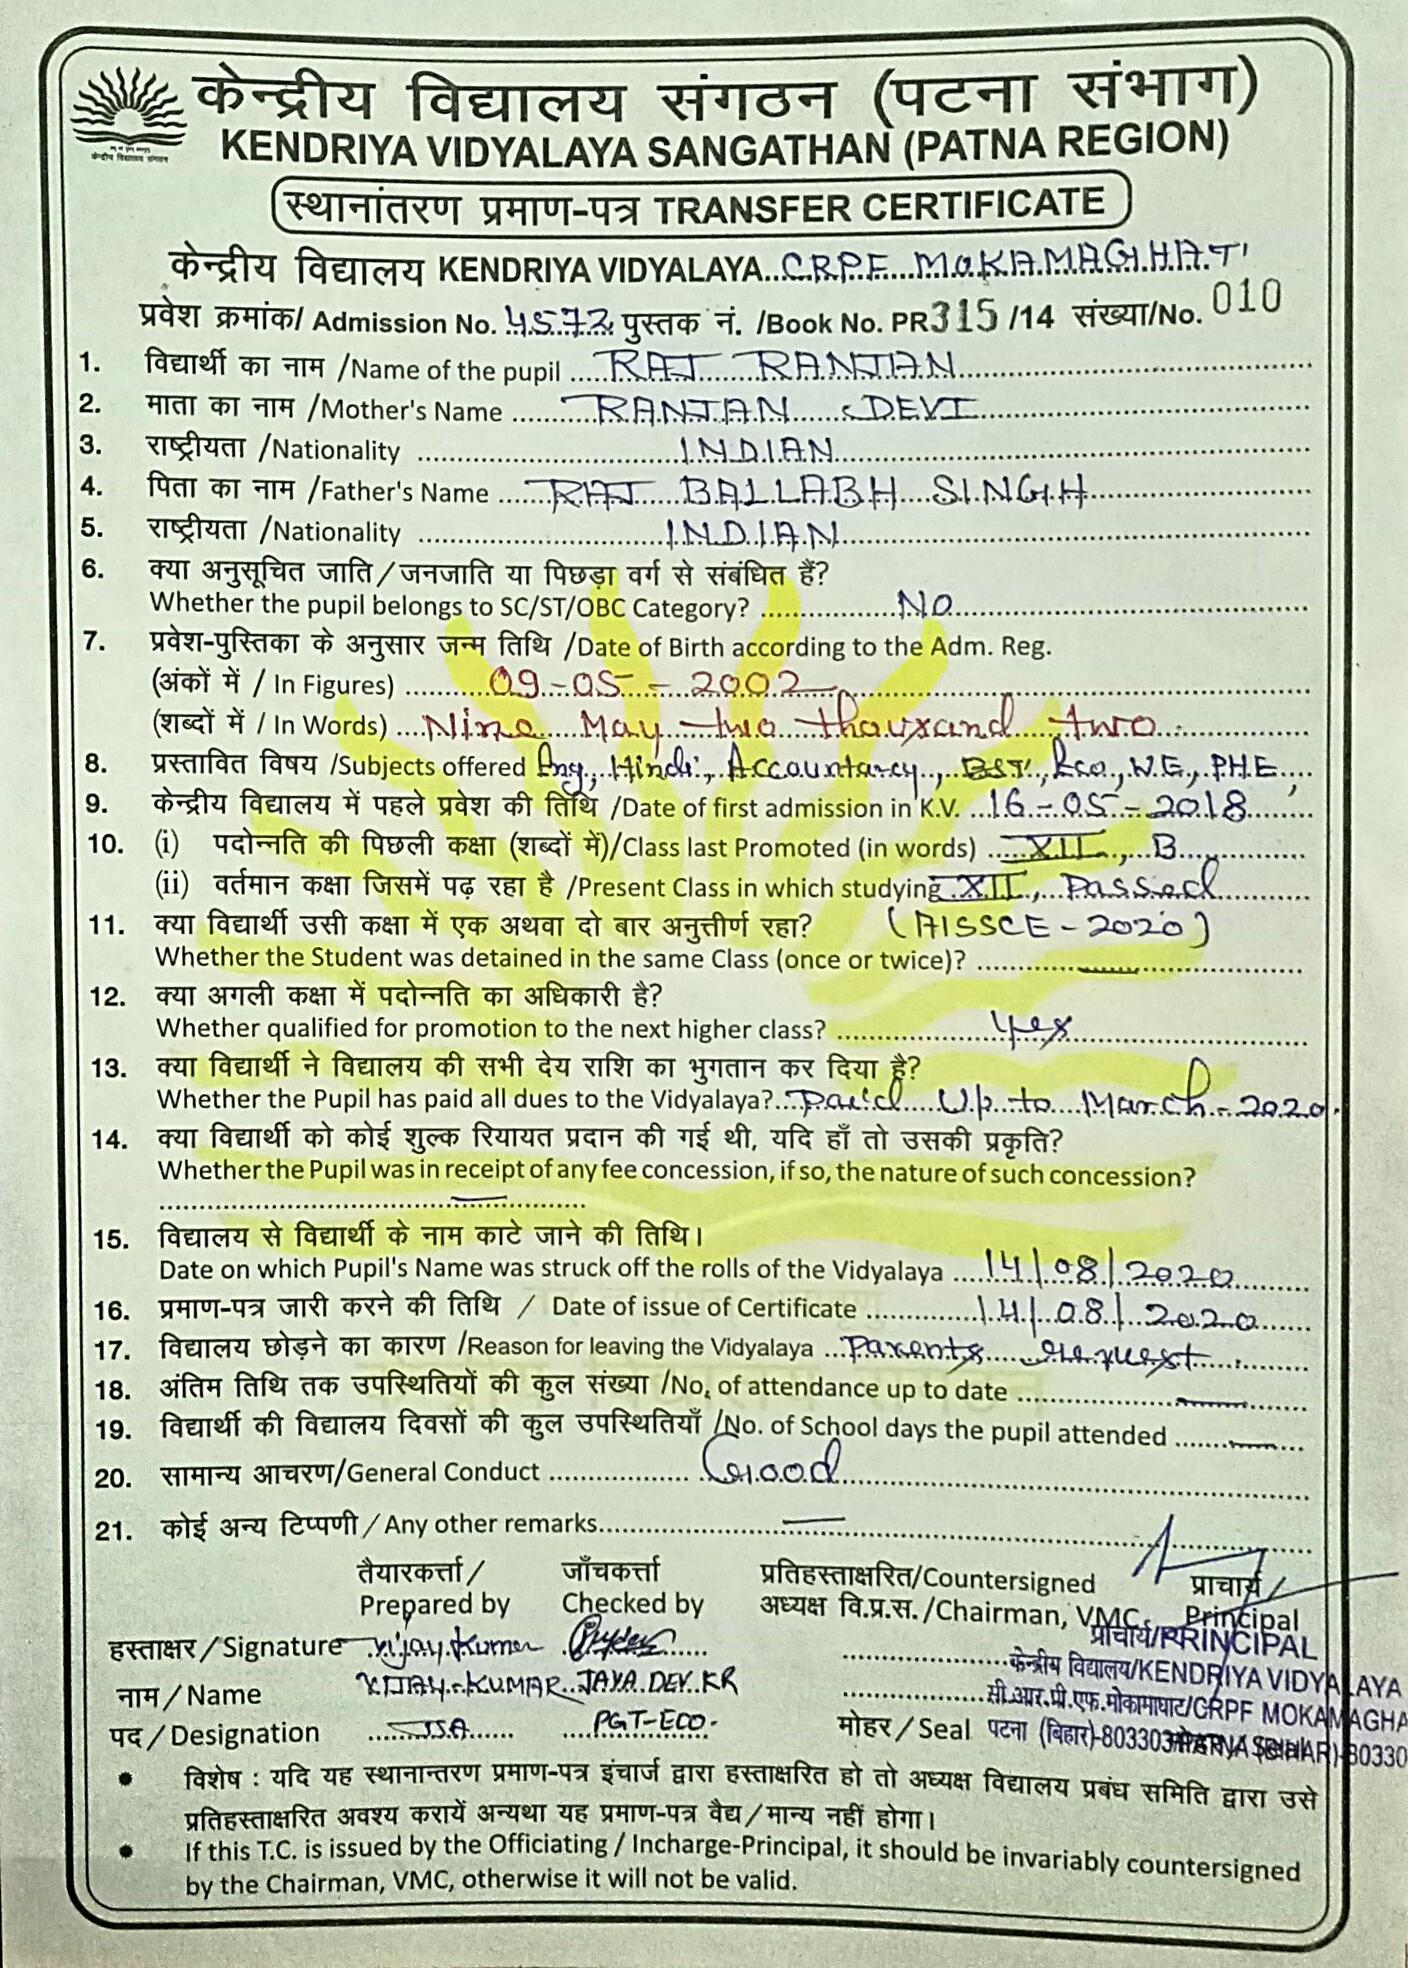 केन्द्रीय विद्यालय संगठन (पटना संभाग)
केन्द्रीय विद्यालय संगठन
KENDRIYA VIDYALAYA SANGATHAN (PATNA REGION)
स्थानांतरण प्रमाण-पत्र TRANSFER CERTIFICATE
केन्द्रीय विद्यालय KENDRIYA VIDYALAYA CRPF MOKAMAGHAT
प्रवेश क्रमांक/ Admission No. 4572 पुस्तक नं. /Book No. PR 315 /14 संख्या/No. 010
1. विद्यार्थी का नाम /Name of the pupil RAJ RANJAN
2. माता का नाम /Mother's Name RANJAN DEVI
3. राष्ट्रीयता /Nationality INDIAN
4. पिता का नाम /Father's Name RAJ BALLABH SINGH
5. राष्ट्रीयता /Nationality INDIAN
6. क्या अनुसूचित जाति/जनजाति या पिछड़ा वर्ग से संबंधित हैं?
Whether the pupil belongs to SC/ST/OBC Category? NO
7. प्रवेश-पुस्तिका के अनुसार जन्म तिथि /Date of Birth according to the Adm. Reg.
(अंकों में / In Figures) 09-05-2002
(शब्दों में / In Words) Nine May two thousand two
8. प्रस्तावित विषय /Subjects offered Eng, Hindi, Accountancy, BST, Eco, W.E, PHE
9. केन्द्रीय विद्यालय में पहले प्रवेश की तिथि /Date of first admission in K.V. 16-05-2018
10. (i) पदोन्नति की पिछली कक्षा (शब्दों में)/Class last Promoted (in words) XII, B
(ii) वर्तमान कक्षा जिसमें पढ़ रहा है /Present Class in which studying XII, Passed
11. क्या विद्यार्थी उसी कक्षा में एक अथवा दो बार अनुत्तीर्ण रहा? (AISSCE-2020)
Whether the Student was detained in the same Class (once or twice)? —
12. क्या अगली कक्षा में पदोन्नति का अधिकारी है?
Whether qualified for promotion to the next higher class? Yes
13. क्या विद्यार्थी ने विद्यालय की सभी देय राशि का भुगतान कर दिया है?
Whether the Pupil has paid all dues to the Vidyalaya? Paid Up to March-2020.
14. क्या विद्यार्थी को कोई शुल्क रियायत प्रदान की गई थी, यदि हाँ तो उसकी प्रकृति?
Whether the Pupil was in receipt of any fee concession, if so, the nature of such concession?
—
15. विद्यालय से विद्यार्थी के नाम काटे जाने की तिथि।
Date on which Pupil's Name was struck off the rolls of the Vidyalaya 14/08/2020
16. प्रमाण-पत्र जारी करने की तिथि / Date of issue of Certificate 14/08/2020
17. विद्यालय छोड़ने का कारण /Reason for leaving the Vidyalaya Parents request
18. अंतिम तिथि तक उपस्थितियों की कुल संख्या /No. of attendance up to date —
19. विद्यार्थी की विद्यालय दिवसों की कुल उपस्थितियाँ /No. of School days the pupil attended —
20. सामान्य आचरण/General Conduct Good
21. कोई अन्य टिप्पणी/Any other remarks —
तैयारकर्त्ता/ जाँचकर्त्ता प्रतिहस्ताक्षरित/Countersigned प्राचार्य/
Prepared by Checked by अध्यक्ष वि.प्र.स./Chairman, VMC Principal
प्राचार्य/PRINCIPAL
हस्ताक्षर/Signature Vijay Kumar
केन्द्रीय विद्यालय/KENDRIYA VIDYALAYA
नाम/Name VIJAY KUMAR JAYA DEV KR
सी.आर.पी.एफ.मोकामाघाट/CRPF MOKAMAGHA
पद/Designation JSA PGT-ECO. मोहर/Seal पटना (बिहार)-803303
• विशेष : यदि यह स्थानान्तरण प्रमाण-पत्र इंचार्ज द्वारा हस्ताक्षरित हो तो अध्यक्ष विद्यालय प्रबंध समिति द्वारा उसे
प्रतिहस्ताक्षरित अवश्य करायें अन्यथा यह प्रमाण-पत्र वैद्य/मान्य नहीं होगा।
• If this T.C. is issued by the Officiating / Incharge-Principal, it should be invariably countersigned
by the Chairman, VMC, otherwise it will not be valid.